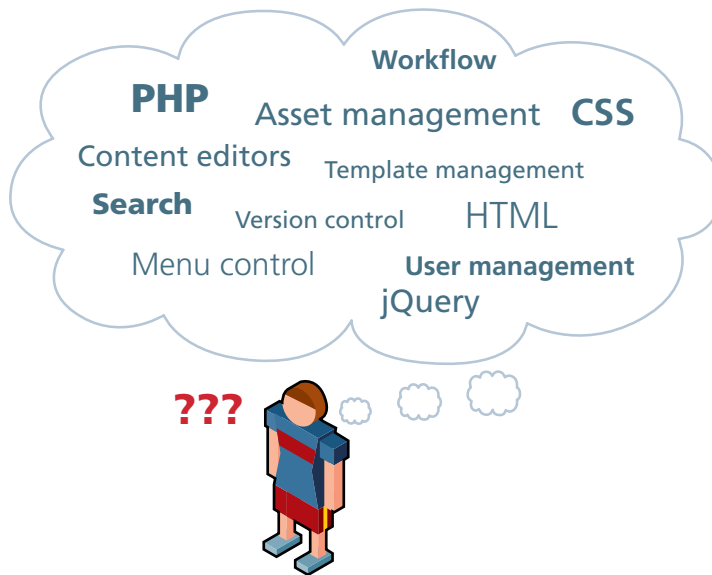 Workflow
PHP
Asset management
CSS
Content editors
Template management
Search
Version control
HTML
Menu control
User management
jQuery
???